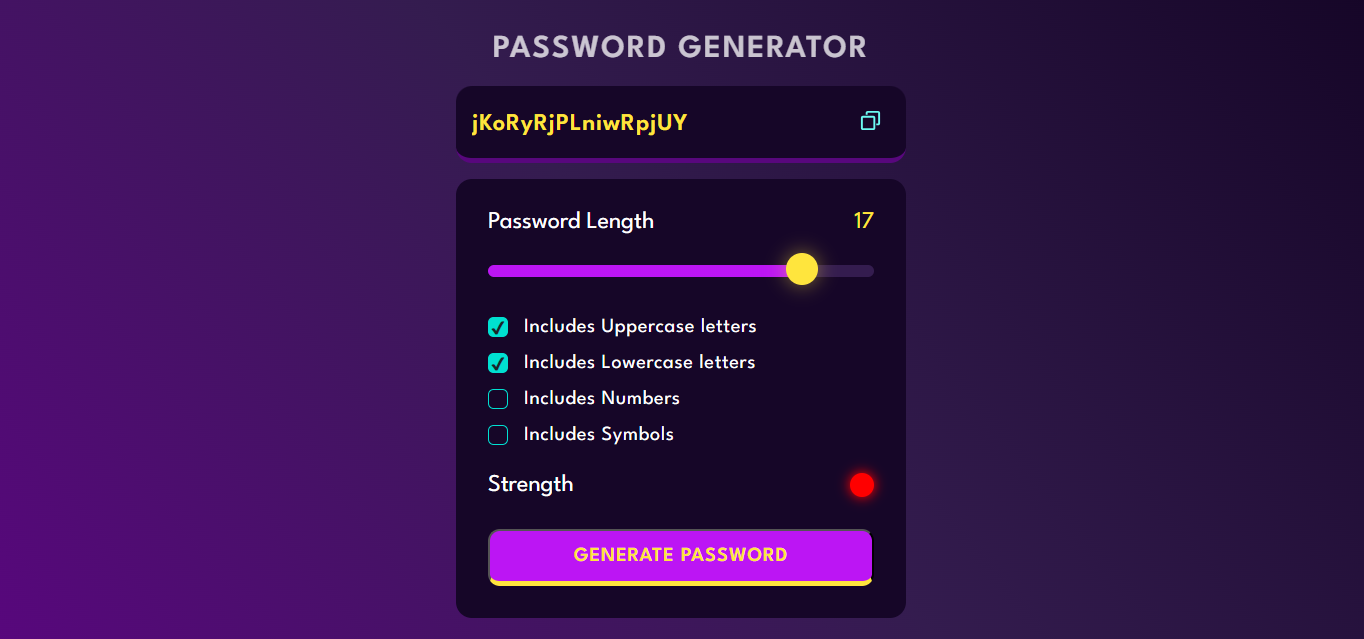 PASSWORD GENERATOR
jKoRyRjPLniwRpjUY
Password Length 17
Includes Uppercase letters
Includes Lowercase letters
Includes Numbers
Includes Symbols
Strength
GENERATE PASSWORD